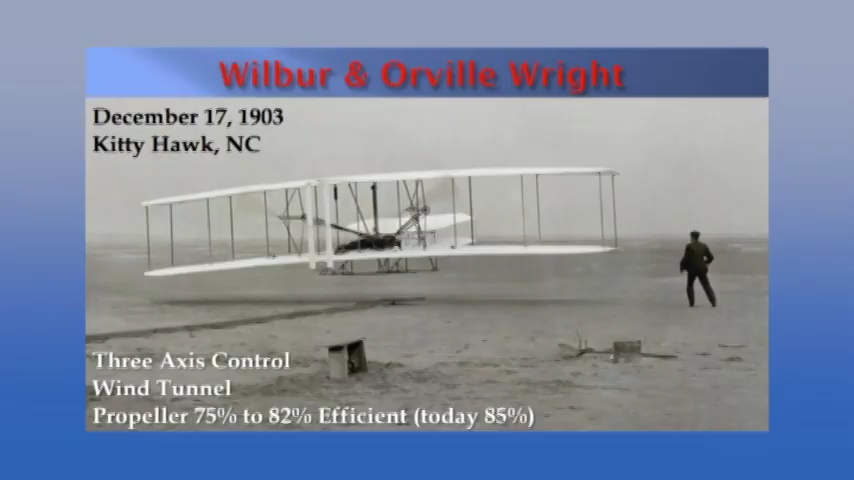 Wilbur & Orville Wright
December 17, 1903
Kitty Hawk, NC
Three Axis Control
Wind Tunnel
Propeller 75% to 82% Efficient (today 85%)